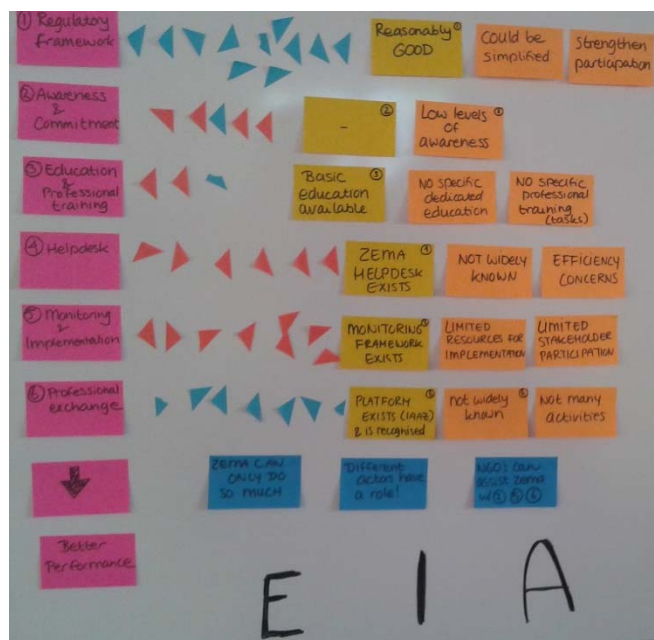 ① Regulatory
Framework
Reasonably
GOOD
Could be
simplified
Strengthen
participation
② Awareness
&
Commitment
-
Low levels
of
awareness
③ Education
&
Professional
training
Basic
education
available
NO specific
dedicated
education
NO specific
professional
training
(tasks)
④ Helpdesk
ZEMA
HELPDESK
EXISTS
NOT WIDELY
KNOWN
EFFICIENCY
CONCERNS
⑤ Monitoring
&
Implementation
MONITORING
FRAMEWORK
EXISTS
LIMITED
RESOURCES FOR
IMPLEMENTATION
LIMITED
STAKEHOLDER
PARTICIPATION
⑥ Professional
exchange
PLATFORM
EXISTS
& is recognised
not widely
known
Not many
activities
ZEMA CAN
ONLY DO
SO MUCH
Different
actors have
a role!
NGO's can
assist zema
Better
Performance
E I A